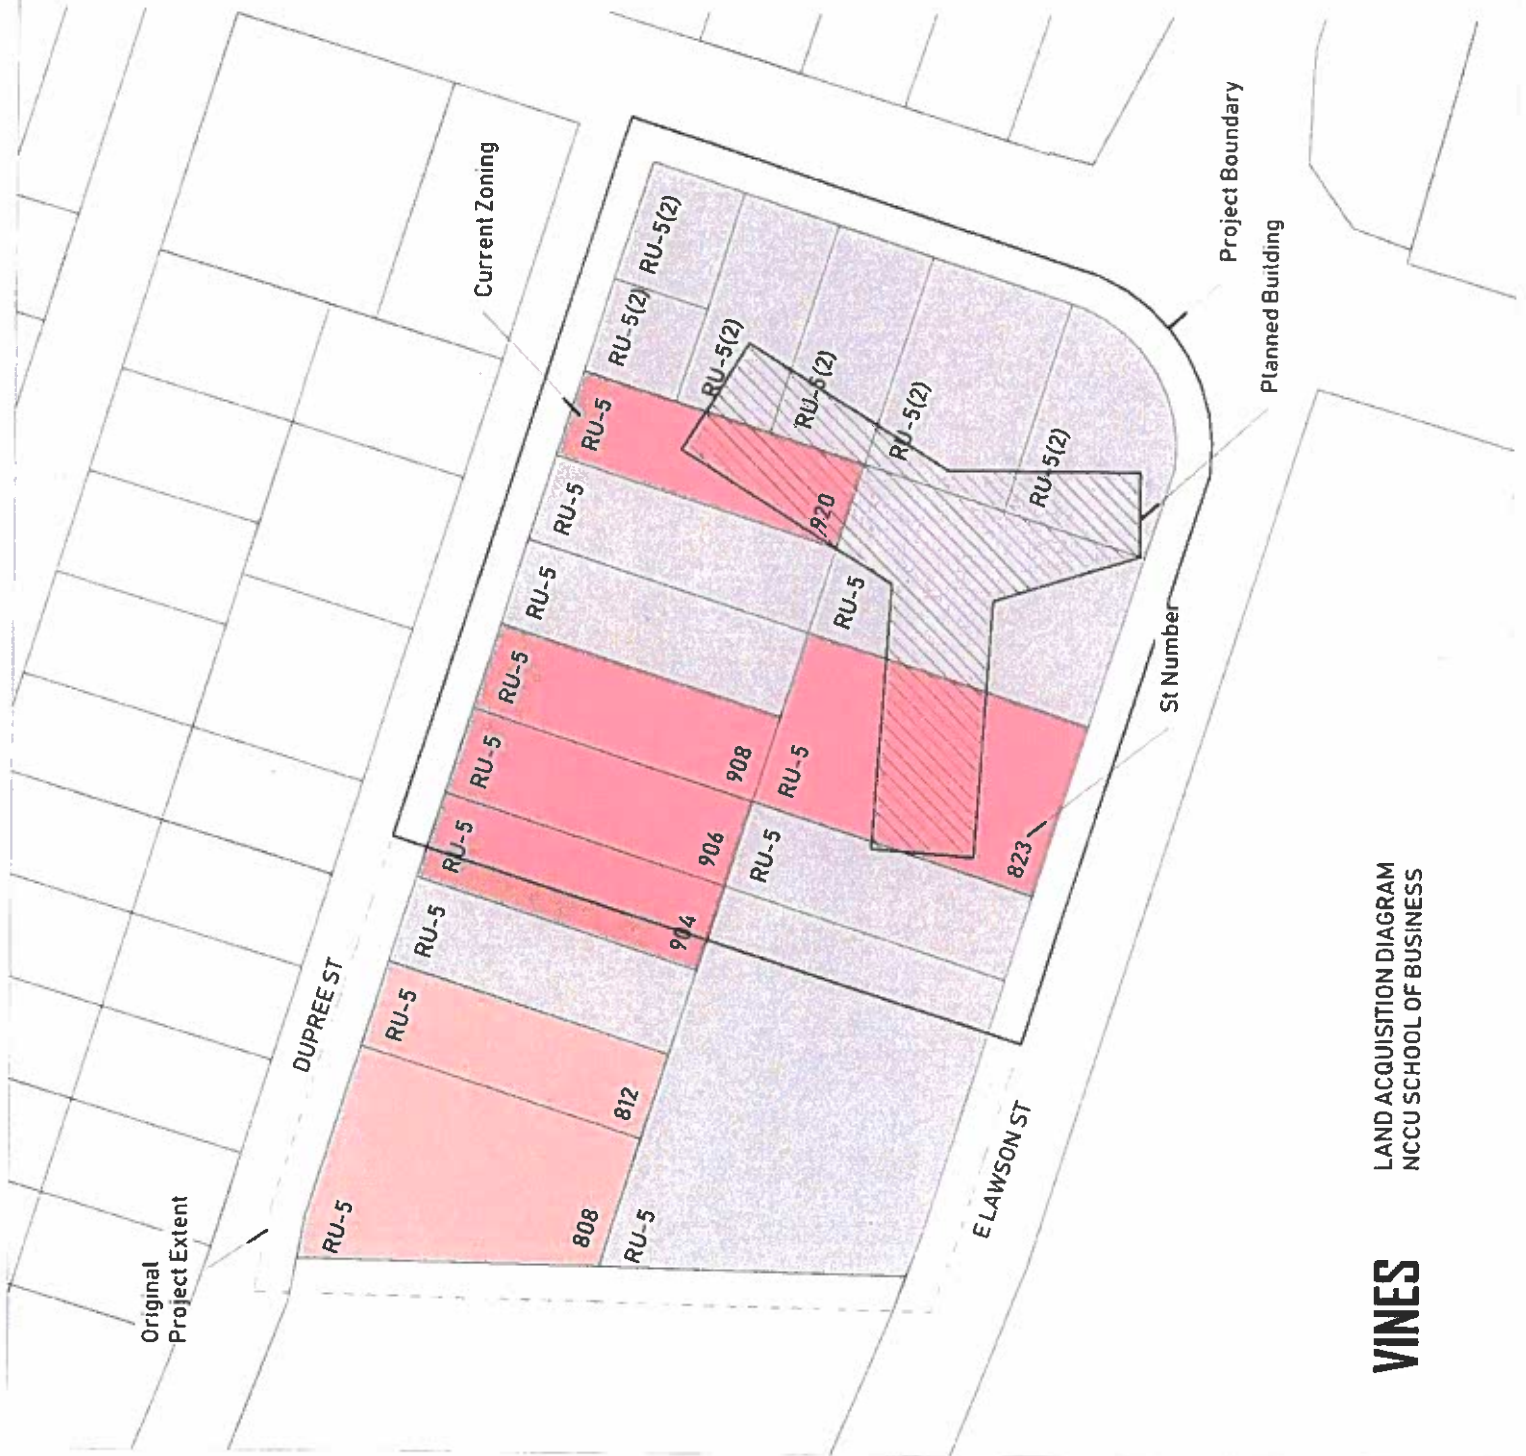 Original
Project Extent
DUPREE ST
Current Zoning
RU-5
RU-5
RU-5
RU-5
RU-5
RU-5
RU-5
RU-5
RU-5
RU-5(2)
RU-5(2)
808
812
904
906
908
920
RU-5(2)
RU-5(2)
RU-5(2)
RU-5(2)
RU-5
RU-5
RU-5
RU-5
823
E LAWSON ST
St Number
Project Boundary
Planned Building
VINES
LAND ACQUISITION DIAGRAM
NCCU SCHOOL OF BUSINESS